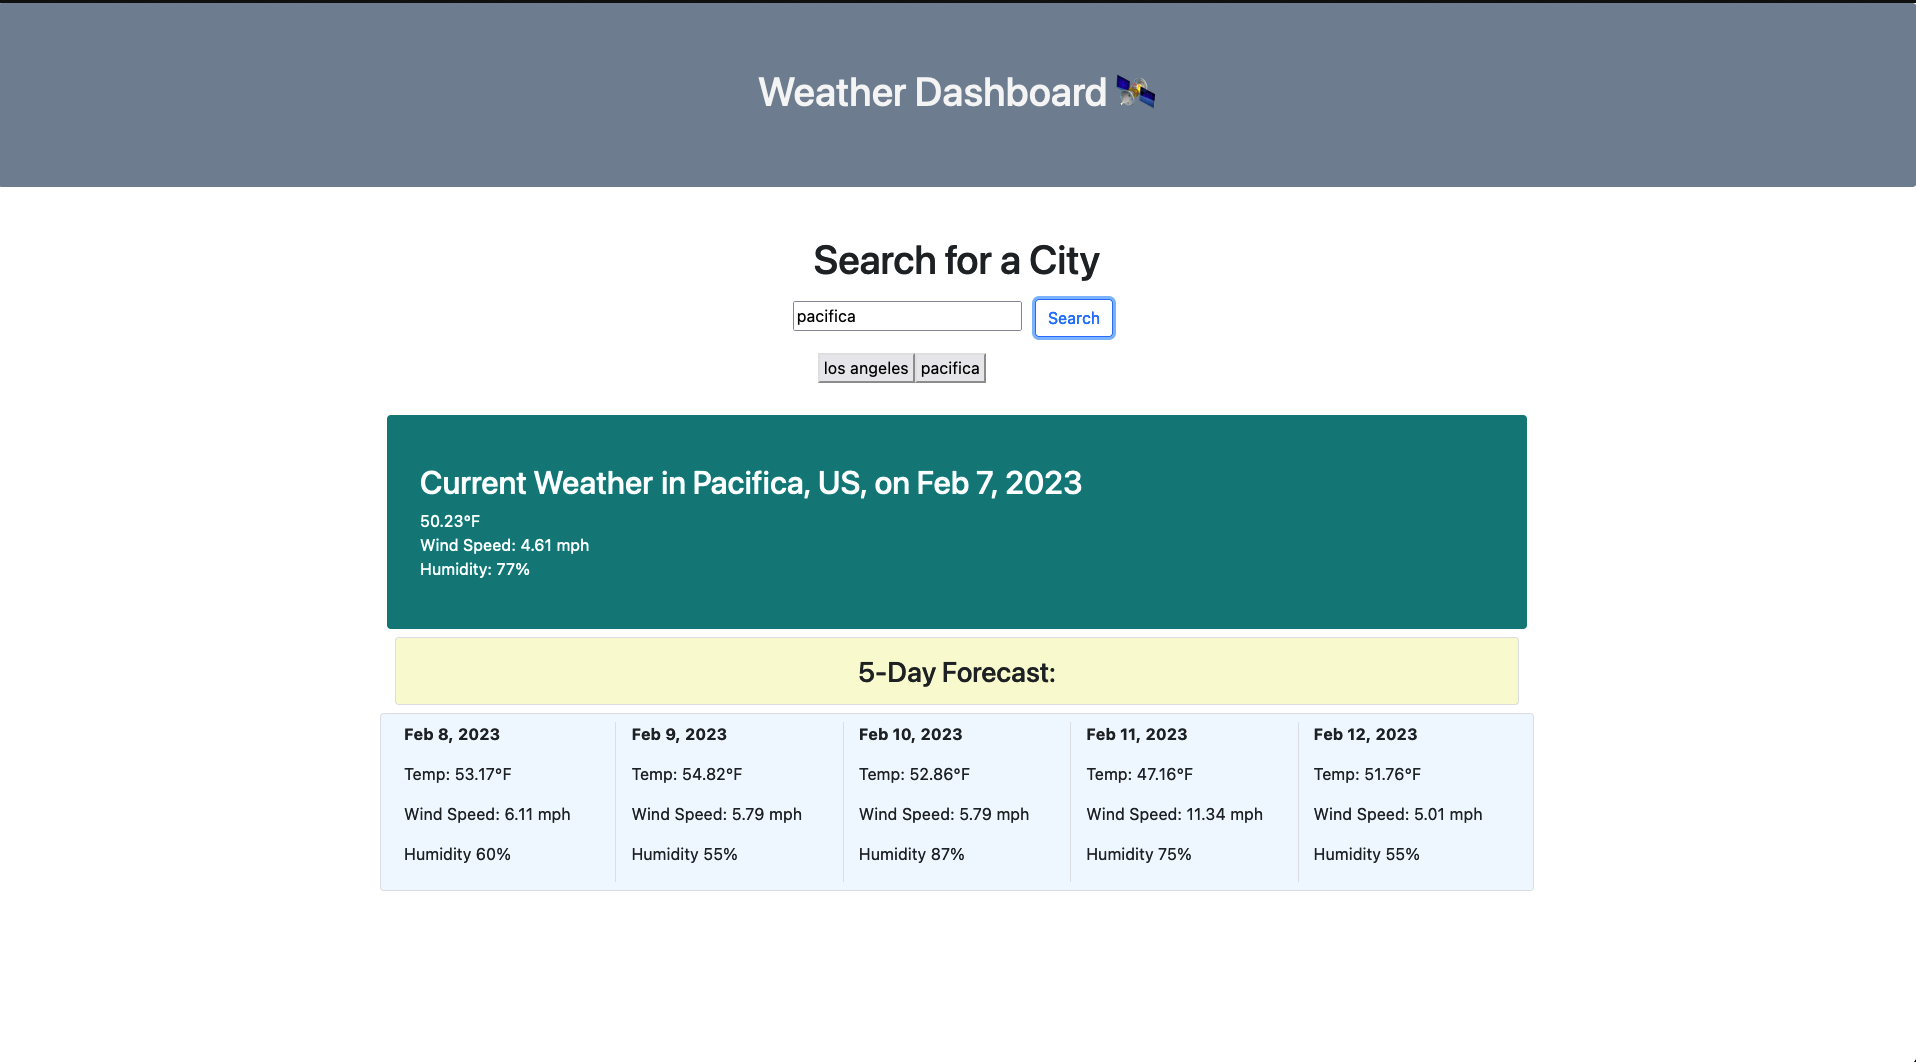 Weather Dashboard 🛰️
Search for a City
pacifica Search
los angeles pacifica
Current Weather in Pacifica, US, on Feb 7, 2023
50.23°F
Wind Speed: 4.61 mph
Humidity: 77%
5-Day Forecast:
Feb 8, 2023
Temp: 53.17°F
Wind Speed: 6.11 mph
Humidity 60%
Feb 9, 2023
Temp: 54.82°F
Wind Speed: 5.79 mph
Humidity 55%
Feb 10, 2023
Temp: 52.86°F
Wind Speed: 5.79 mph
Humidity 87%
Feb 11, 2023
Temp: 47.16°F
Wind Speed: 11.34 mph
Humidity 75%
Feb 12, 2023
Temp: 51.76°F
Wind Speed: 5.01 mph
Humidity 55%